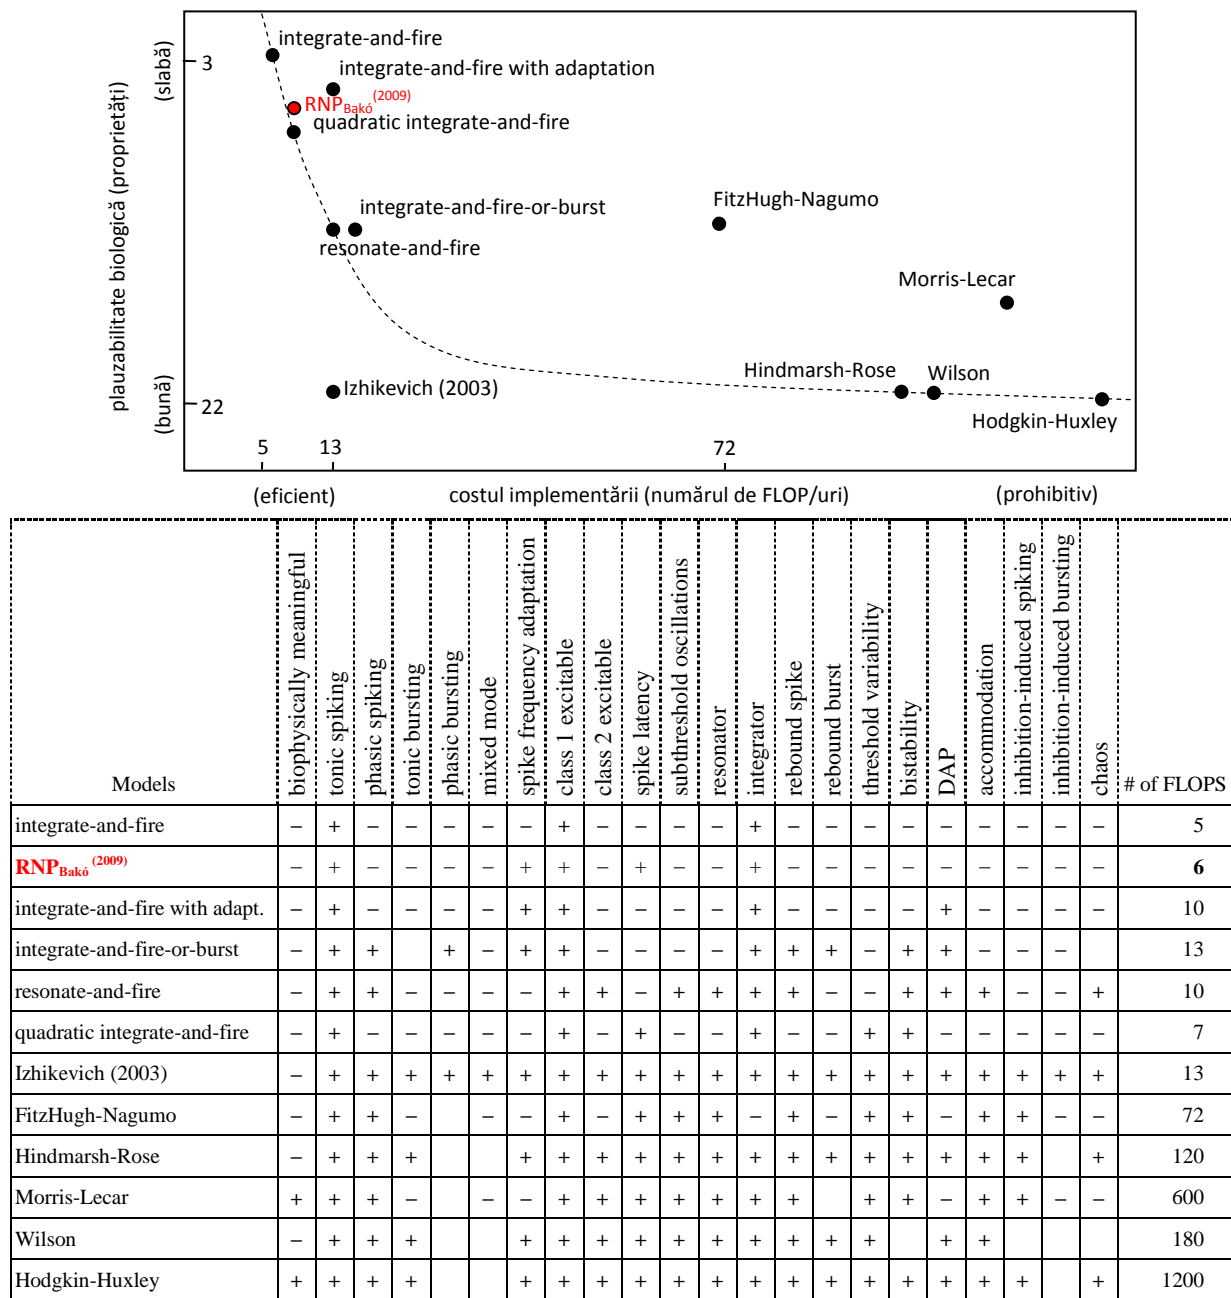 integrate-and-fire
3
integrate-and-fire with adaptation
RNP Bakó (2009)
quadratic integrate-and-fire
integrate-and-fire-or-burst
FitzHugh-Nagumo
resonate-and-fire
Morris-Lecar
Hindmarsh-Rose
Wilson
Izhikevich (2003)
22
Hodgkin-Huxley
plauzabilitate biologică (proprietăți)
(slabă)
(bună)
5 13 72
(eficient) costul implementării (numărul de FLOP/uri) (prohibitiv)
Models
biophysically meaningful
tonic spiking
phasic spiking
tonic bursting
phasic bursting
mixed mode
spike frequency adaptation
class 1 excitable
class 2 excitable
spike latency
subthreshold oscillations
resonator
integrator
rebound spike
rebound burst
threshold variability
bistability
DAP
accommodation
inhibition-induced spiking
inhibition-induced bursting
chaos
# of FLOPS
integrate-and-fire – + – – – – – + – – – – + – – – – – – – – – 5
RNP Bakó (2009) – + – – – – + + – + – – + – – – – – – – – – 6
integrate-and-fire with adapt. – + – – – – + + – – – – + – – – – + – – – – 10
integrate-and-fire-or-burst – + + + – + + – – – – + + + – + + – – – 13
resonate-and-fire – + + – – – – + + – + + + + – – + + + – – + 10
quadratic integrate-and-fire – + – – – – – + – + – – + – – + + – – – – – 7
Izhikevich (2003) – + + + + + + + + + + + + + + + + + + + + + 13
FitzHugh-Nagumo – + + – – – + – + + + – + – + + – + + – – 72
Hindmarsh-Rose – + + + + + + + + + + + + + + + + + + 120
Morris-Lecar + + + – – – + + + + + + + + + – + + – – 600
Wilson – + + + + + + + + + + + + + + + 180
Hodgkin-Huxley + + + + + + + + + + + + + + + + + + + 1200